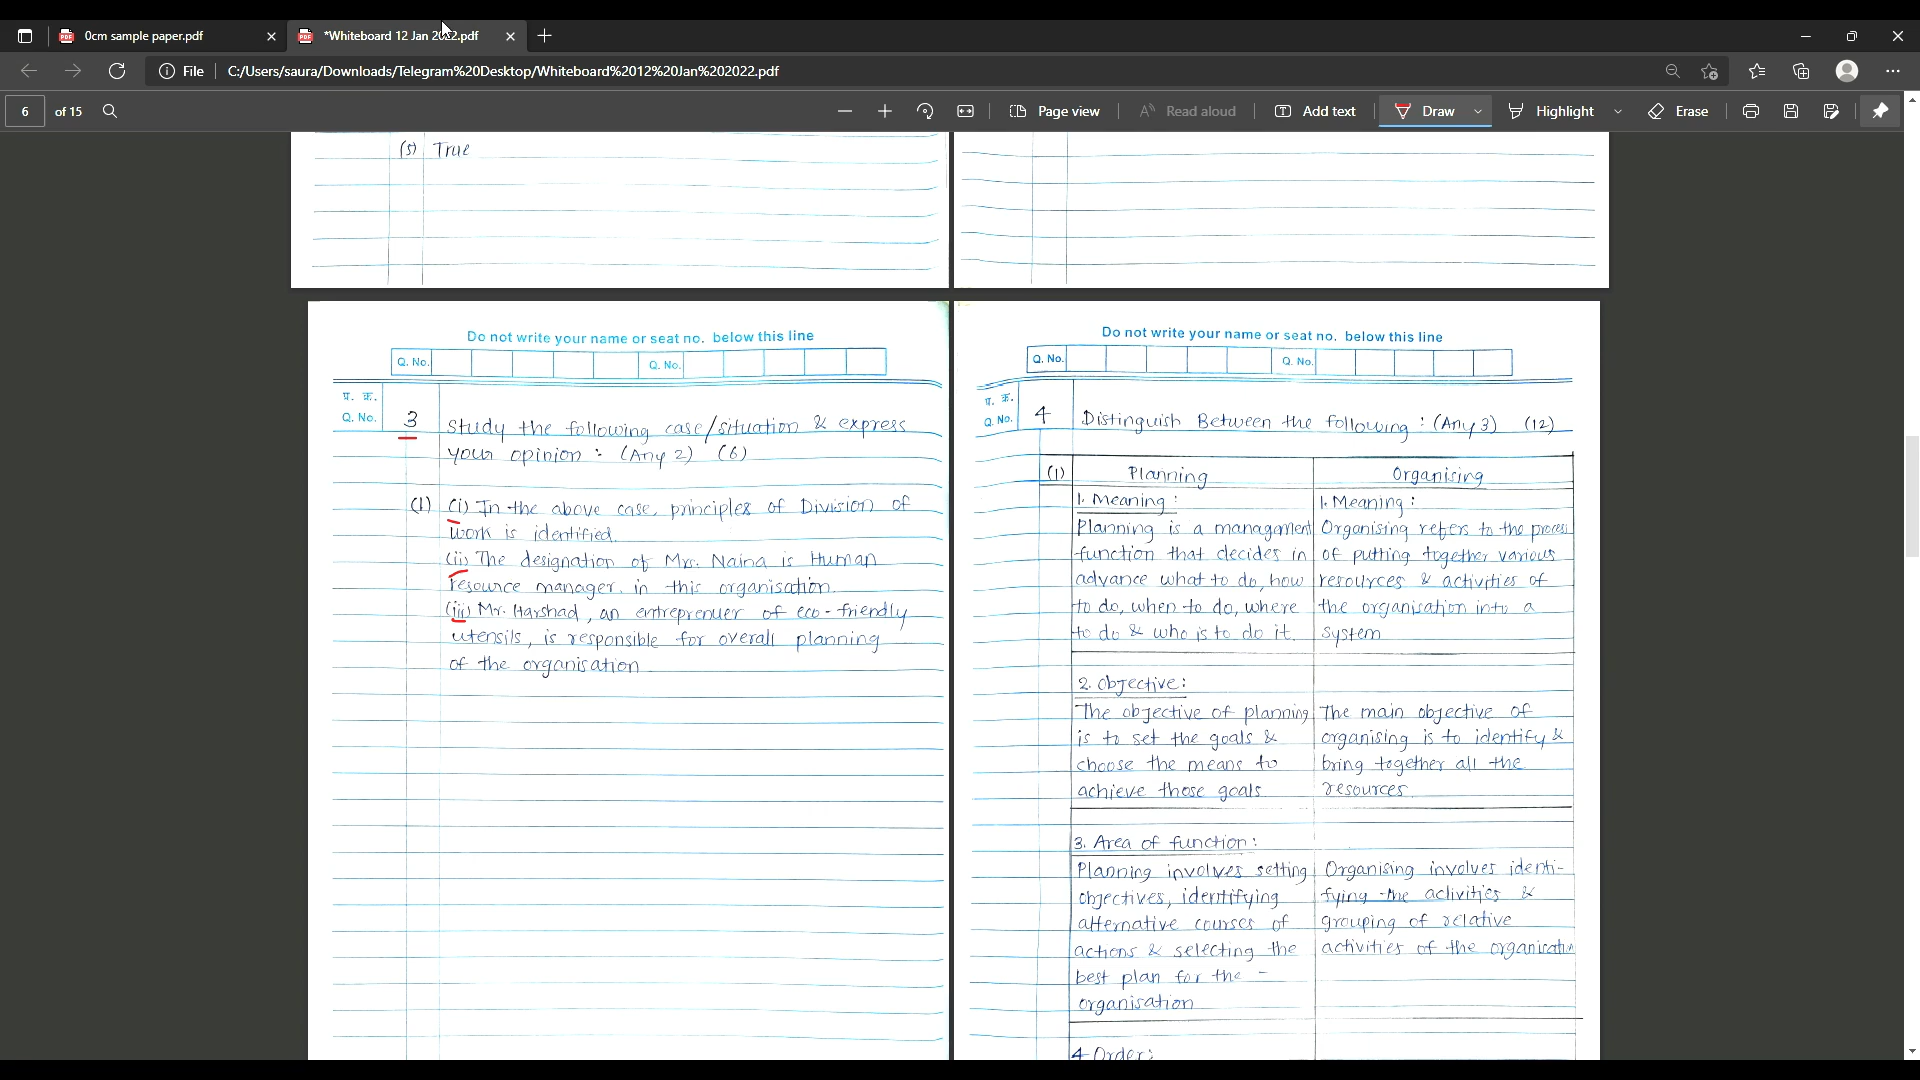 0cm sample paper.pdf
*Whiteboard 12 Jan 2022.pdf
File
C:/Users/saura/Downloads/Telegram%20Desktop/Whiteboard%2012%20Jan%202022.pdf
6 of 15
Page view
Read aloud
Add text
Draw
Highlight
Erase
(5) True
Do not write your name or seat no. below this line
Q. No.
Q. No.
प्र. क्र.
Q. No.
3 Study the following case/situation & express
your opinion : (Any 2) (6)
(1) (i) In the above case, principles of Division of
work is identified.
(ii) The designation of Mrs. Naina is Human
resource manager, in this organisation.
(iii) Mr. Harshad, an entreprenuer of eco-friendly
utensils, is responsible for overall planning
of the organisation
Do not write your name or seat no. below this line
Q. No.
Q. No.
प्र. क्र.
Q. No.
4 Distinguish Between the following : (Any 3) (12)
(1) Planning
1. Meaning :
Planning is a management
function that decides in
advance what to do, how
to do, when to do, where
to do & who is to do it.
2. Objective:
The objective of planning
is to set the goals &
choose the means to
achieve those goals
3. Area of function:
Planning involves setting
objectives, identifying
alternative courses of
actions & selecting the
best plan for the -
organisation
4 Order:
Organising
1. Meaning :
Organising refers to the process
of putting together various
resources & activities of
the organisation into a
system
The main objective of
organising is to identify &
bring together all the
resources.
Organising involves identi-
fying the activities &
grouping of relative
activities of the organisation